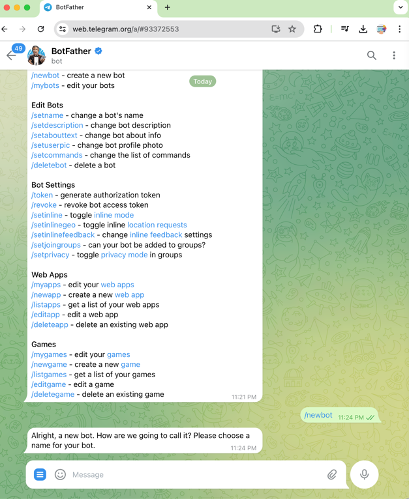 BotFather
web.telegram.org/a/#93372553
49
BotFather
bot
/newbot - create a new bot
Today
/mybots - edit your bots
Edit Bots
/setname - change a bot's name
/setdescription - change bot description
/setabouttext - change bot about info
/setuserpic - change bot profile photo
/setcommands - change the list of commands
/deletebot - delete a bot
Bot Settings
/token - generate authorization token
/revoke - revoke bot access token
/setinline - toggle inline mode
/setinlinegeo - toggle inline location requests
/setinlinefeedback - change inline feedback settings
/setjoingroups - can your bot be added to groups?
/setprivacy - toggle privacy mode in groups
Web Apps
/myapps - edit your web apps
/newapp - create a new web app
/listapps - get a list of your web apps
/editapp - edit a web app
/deleteapp - delete an existing web app
Games
/mygames - edit your games
/newgame - create a new game
/listgames - get a list of your games
/editgame - edit a game
/deletegame - delete an existing game
11:21 PM
/newbot 11:24 PM
Alright, a new bot. How are we going to call it? Please choose a
name for your bot.
11:24 PM
Message